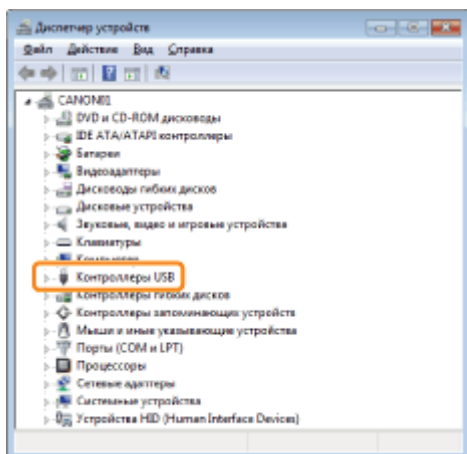 Диспетчер устройств
Файл Действие Вид Справка
CANON01
DVD и CD-ROM дисководы
IDE ATA/ATAPI контроллеры
Батареи
Видеоадаптеры
Дисководы гибких дисков
Дисковые устройства
Звуковые, видео и игровые устройства
Клавиатуры
Компьютер
Контроллеры USB
Контроллеры гибких дисков
Контроллеры запоминающих устройств
Мыши и иные указывающие устройства
Порты (COM и LPT)
Процессоры
Сетевые адаптеры
Системные устройства
Устройства HID (Human Interface Devices)